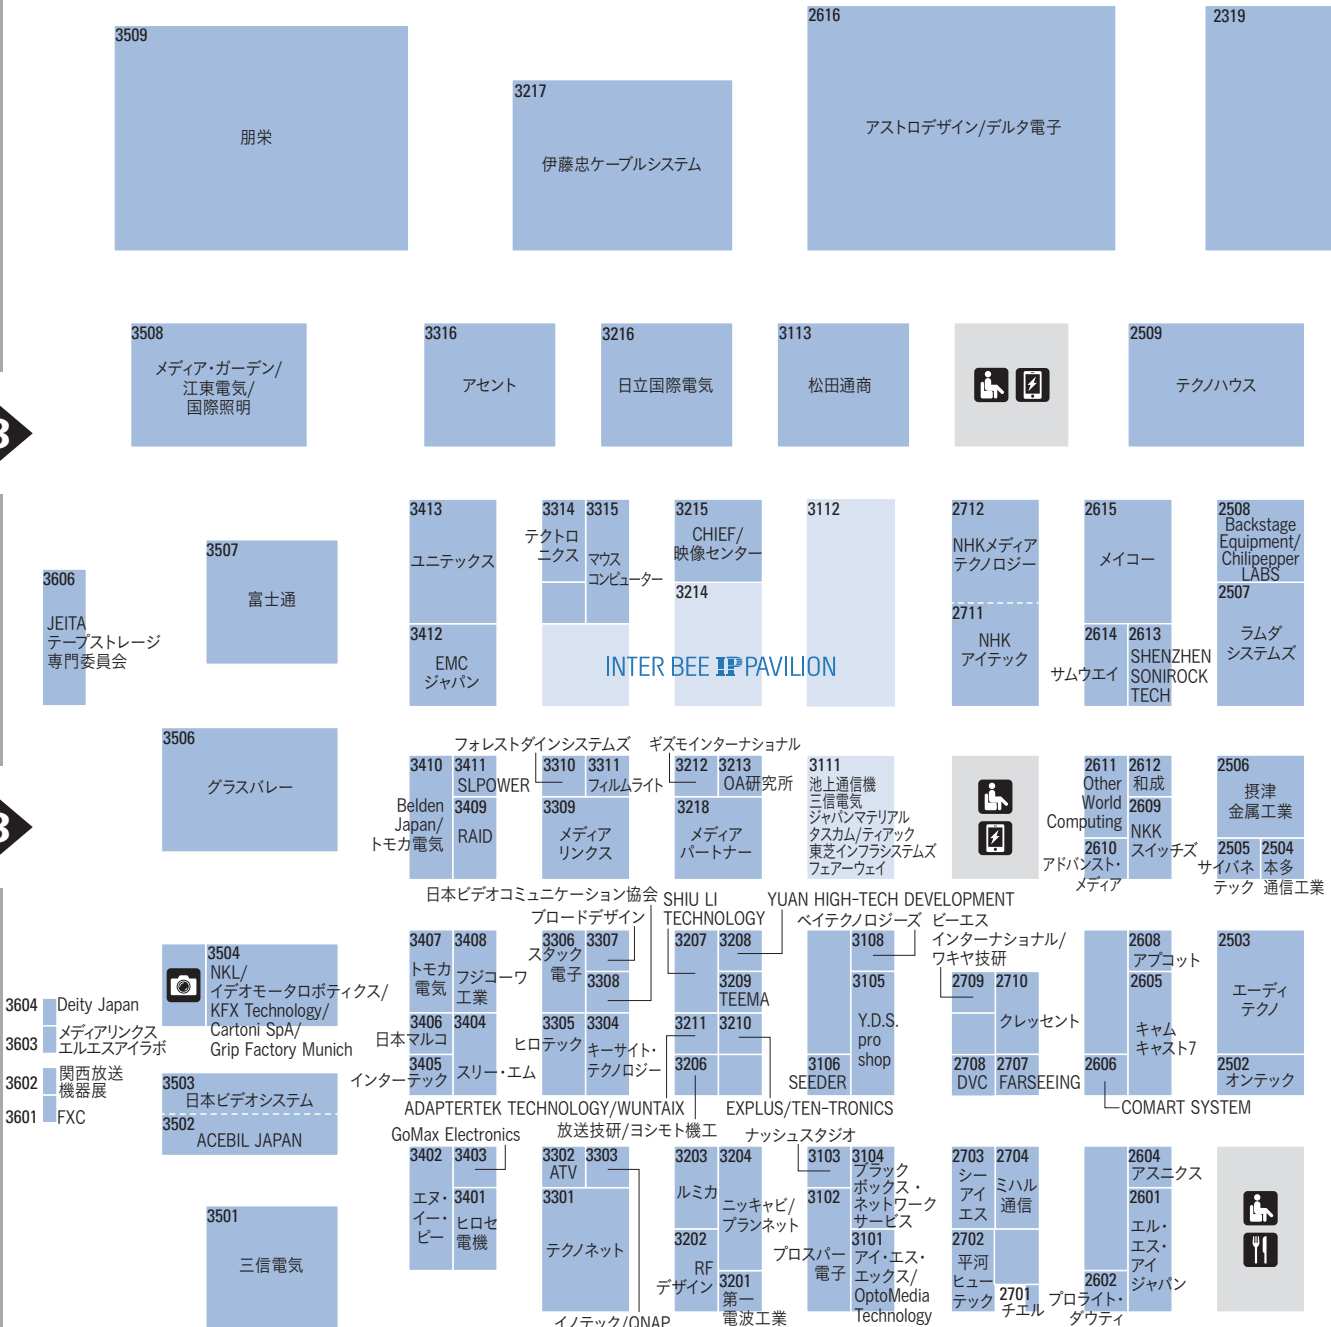 3509
朋栄
3217
伊藤忠ケーブルシステム
2616
アストロデザイン/デルタ電子
2319
3508
メディア・ガーデン/
江東電気/
国際照明
3316
アセント
3216
日立国際電気
3113
松田通商
2509
テクノハウス
3
3413
ユニテックス
3314
テクトロ
ニクス
3315
マウス
コンピューター
3215
CHIEF/
映像センター
3214
3112
2712
NHKメディア
テクノロジー
2711
NHK
アイテック
2615
メイコー
2508
Backstage
Equipment/
Chilipepper
LABS
2507
ラムダ
システムズ
3606
JEITA
テープストレージ
専門委員会
3507
富士通
3412
EMC
ジャパン
INTER BEE IP PAVILION
2614
サムウエイ
2613
SHENZHEN
SONIROCK
TECH
3506
グラスバレー
フォレストダインシステムズ
ギズモインターナショナル
3410
Belden
Japan/
トモカ電気
3411
SLPOWER
3409
RAID
3310
3311
フィルムライト
3309
メディア
リンクス
3212
3213
OA研究所
3218
メディア
パートナー
3111
池上通信機
三信電気
ジャパンマテリアル
タスカム/ティアック
東芝インフラシステムズ
フェアーウェイ
2611
Other
World
Computing
2612
和成
2609
NKK
スイッチズ
2610
アドバンスト・
メディア
2506
摂津
金属工業
2505
サイバネ
テック
2504
本多
通信工業
3
日本ビデオコミュニケーション協会
ブロードデザイン
SHIU LI
TECHNOLOGY
YUAN HIGH-TECH DEVELOPMENT
ベイテクノロジーズ
ビーエス
インターナショナル/
ワキヤ技研
3504
NKL/
イデオモータロボティクス/
KFX Technology/
Cartoni SpA/
Grip Factory Munich
3407
トモカ
電気
3408
フジコーワ
工業
3306
スタック
電子
3307
3308
3207
3208
3209
TEEMA
3108
3105
Y.D.S.
pro
shop
2709
2710
クレッセント
2608
アプコット
2605
キャム
キャスト7
2503
エーディ
テクノ
3604
Deity Japan
3603
メディアリンクス
エルエスアイラボ
3602
関西放送
機器展
3601
FXC
3406
日本マルコ
3404
スリー・エム
3405
インターテック
3305
ヒロテック
3304
キーサイト・
テクノロジー
3211
3210
3206
3106
SEEDER
2708
DVC
2707
FARSEEING
2606
COMART SYSTEM
2502
オンテック
3503
日本ビデオシステム
3502
ACEBIL JAPAN
ADAPTERTEK TECHNOLOGY/WUNTAIX
EXPLUS/TEN-TRONICS
放送技研/ヨシモト機工
GoMax Electronics
ナッシュスタジオ
3402
エヌ・
イー・
ピー
3403
3401
ヒロセ
電機
3302
ATV
3303
3301
テクノネット
3203
ルミカ
3204
ニッキャビ/
プランネット
3202
RF
デザイン
3201
第一
電波工業
3103
3104
ブラック
ボックス・
ネットワーク
サービス
3102
プロスパー
電子
3101
アイ・エス・
エックス/
OptoMedia
Technology
2703
シー
アイ
エス
2704
ミハル
通信
2702
平河
ヒュー
テック
2701
チエル
2604
アスニクス
2601
エル・
エス・
アイ
ジャパン
2602
プロライト・
ダウティ
3501
三信電気
イノテック/QNAP